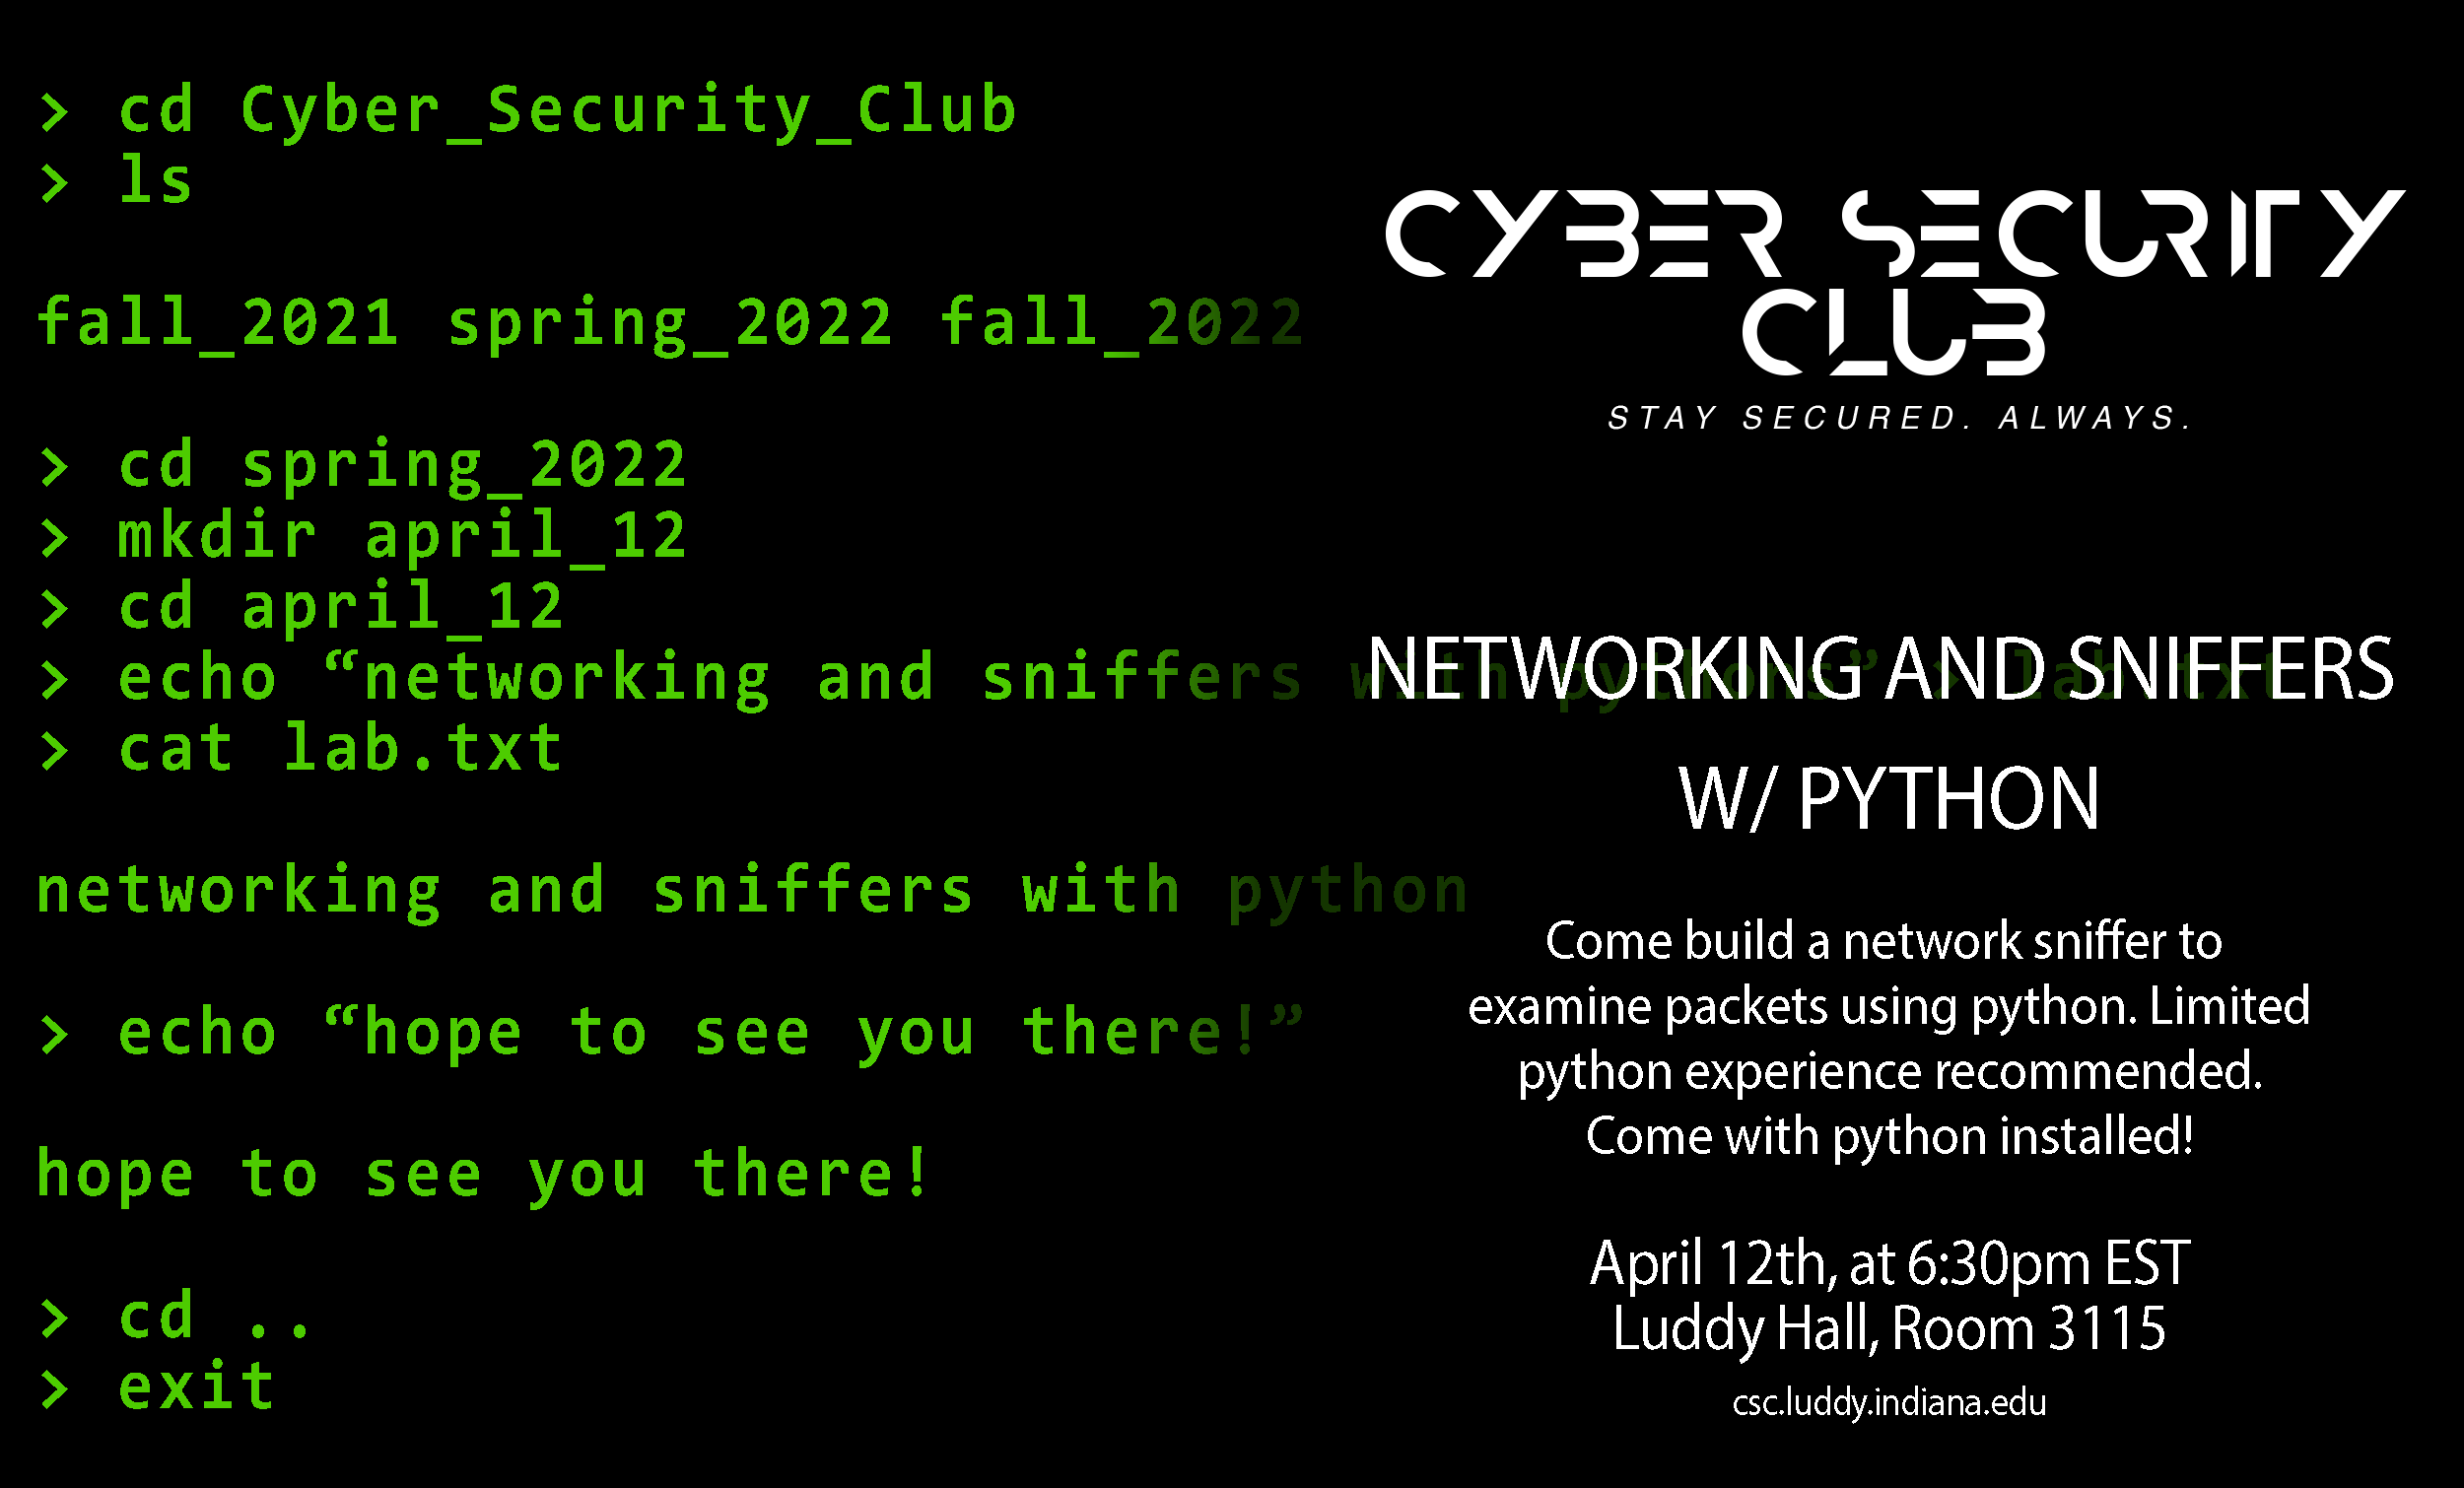 > cd Cyber_Security_Club
> ls
fall_2021 spring_2022 fall_2022
> cd spring_2022
> mkdir april_12
> cd april_12
> echo “networking and sniffers with pythons” > lab.txt
> cat lab.txt
networking and sniffers with python
> echo “hope to see you there!”
hope to see you there!
> cd ..
> exit
CYBER SECURITY
CLUB
STAY SECURED. ALWAYS.
NETWORKING AND SNIFFERS
W/ PYTHON
Come build a network sniffer to
examine packets using python. Limited
python experience recommended.
Come with python installed!
April 12th, at 6:30pm EST
Luddy Hall, Room 3115
csc.luddy.indiana.edu